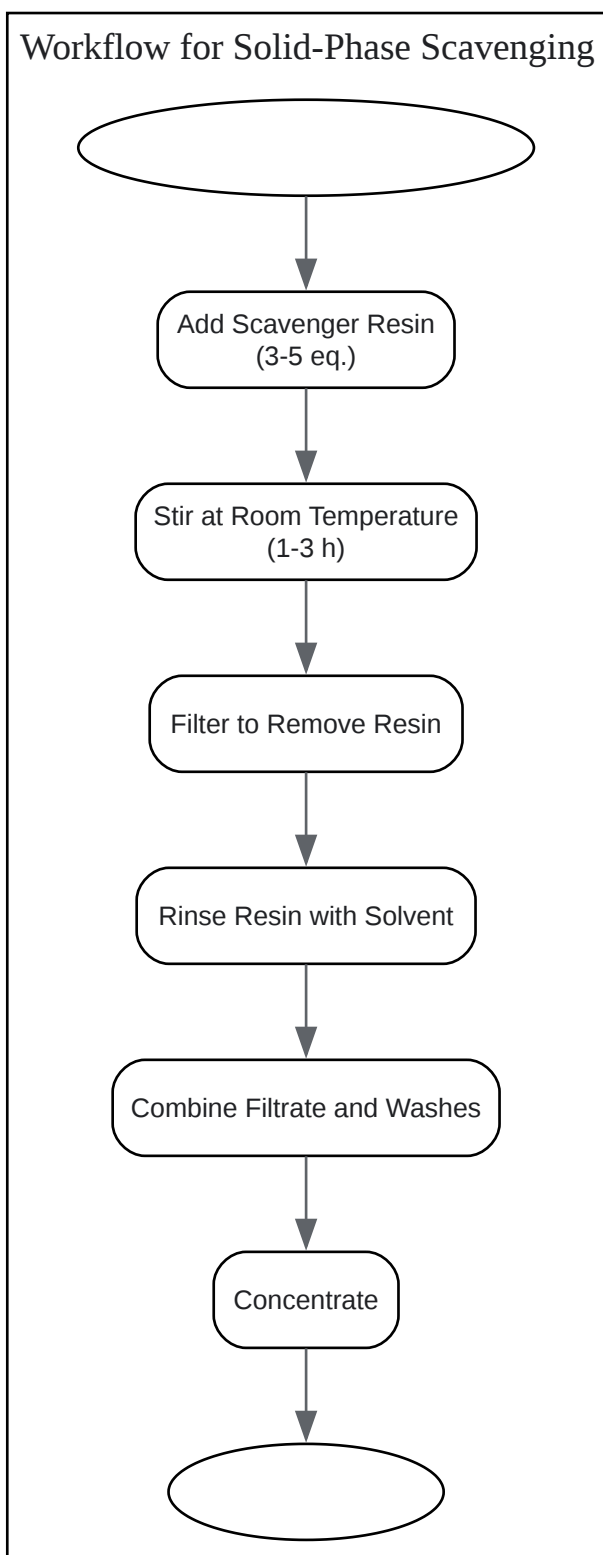 Workflow for Solid-Phase Scavenging
Add Scavenger Resin
(3-5 eq.)
Stir at Room Temperature
(1-3 h)
Filter to Remove Resin
Rinse Resin with Solvent
Combine Filtrate and Washes
Concentrate